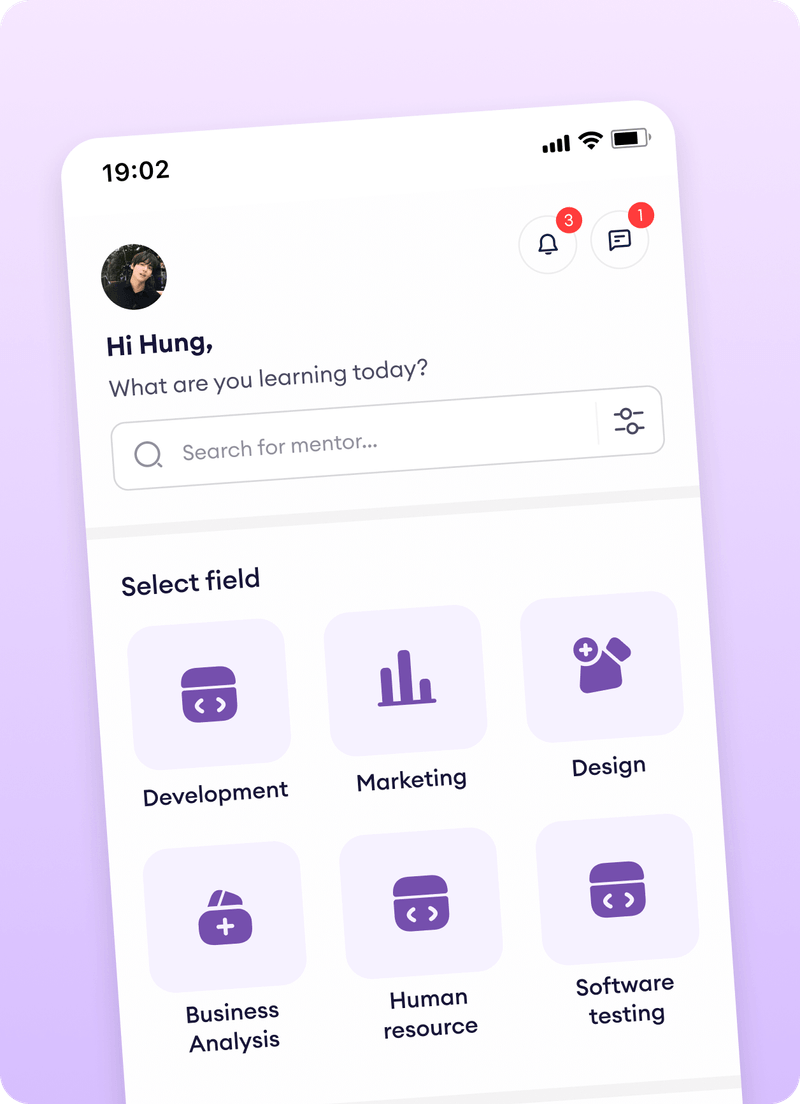 19:02
3
1
Hi Hung,
What are you learning today?
Search for mentor...
Select field
Development
Marketing
Design
Business
Analysis
Human
resource
Software
testing